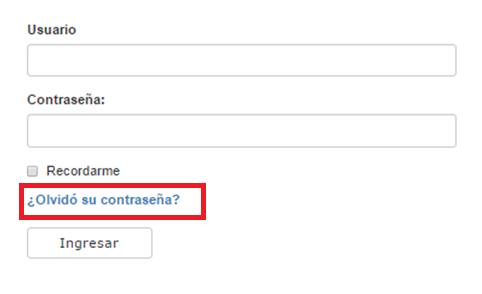 Usuario
Contraseña:
Recordarme
¿Olvidó su contraseña?
Ingresar